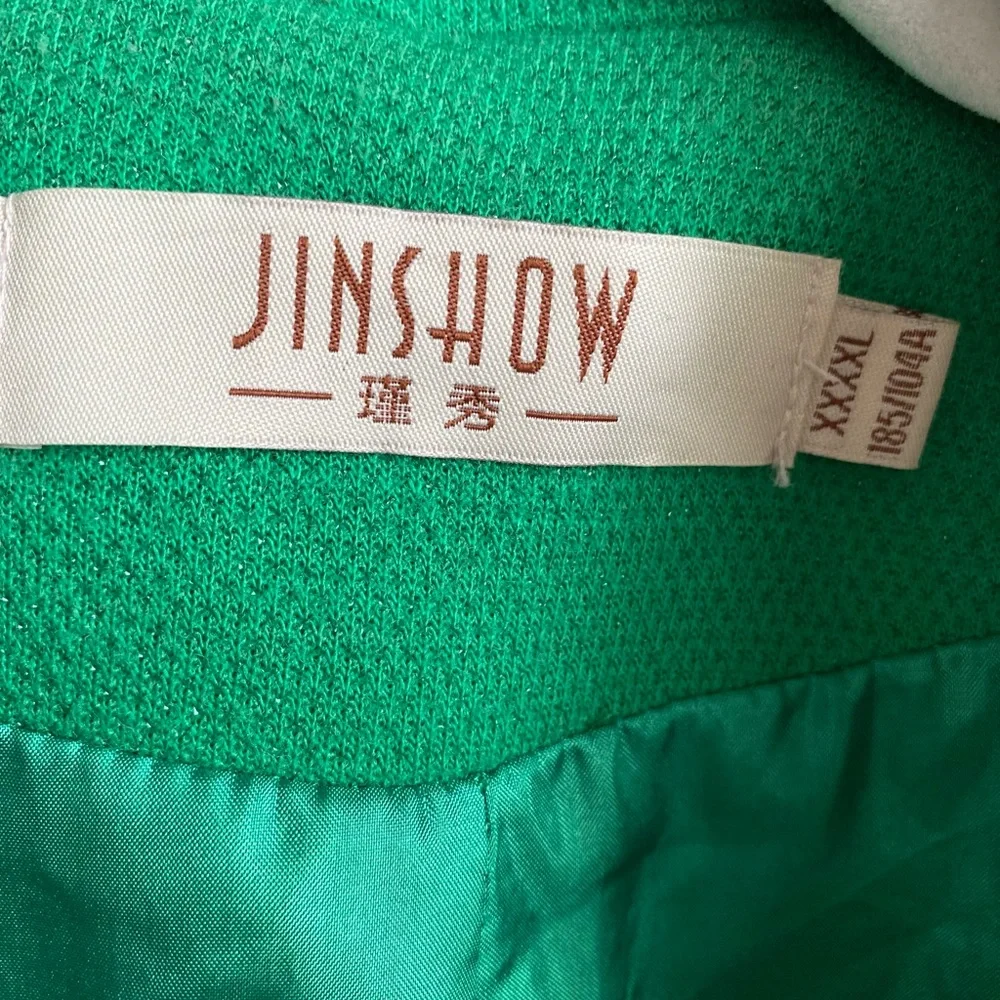 JINSHOW
瑾秀
XXXXL
185/104A